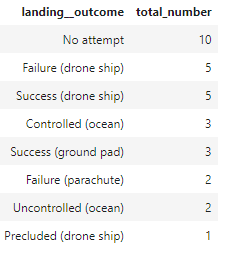 landing__outcome total_number
No attempt 10
Failure (drone ship) 5
Success (drone ship) 5
Controlled (ocean) 3
Success (ground pad) 3
Failure (parachute) 2
Uncontrolled (ocean) 2
Precluded (drone ship) 1